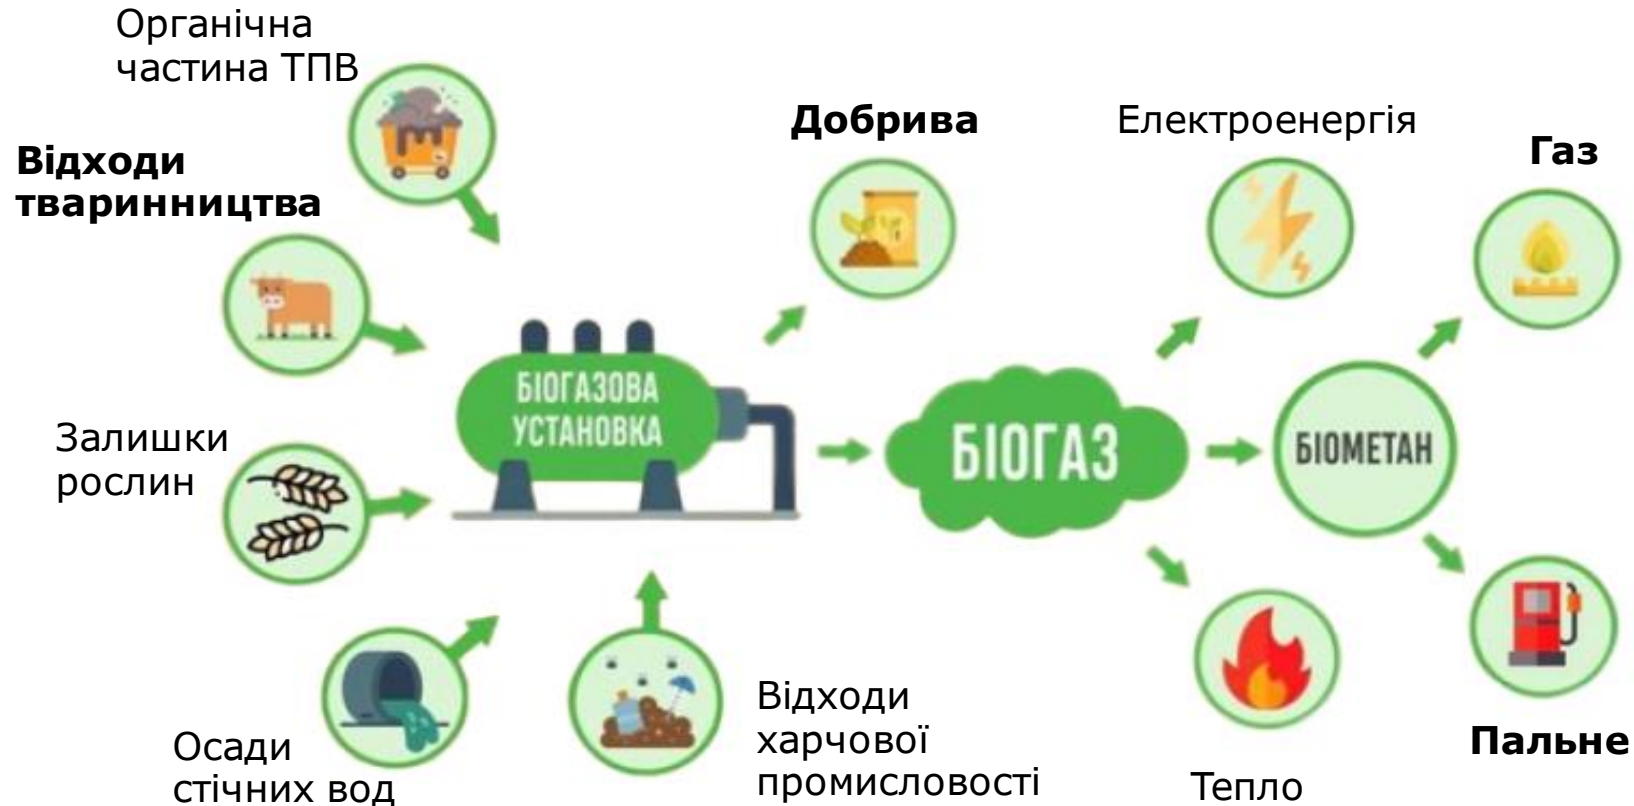 Органічна
частина ТПВ
Відходи
тваринництва
Залишки
рослин
Осади
стічних вод
Відходи
харчової
промисловості
БІОГАЗОВА
УСТАНОВКА
Добрива
БІОГАЗ
Електроенергія
Тепло
БІОМЕТАН
Газ
Пальне